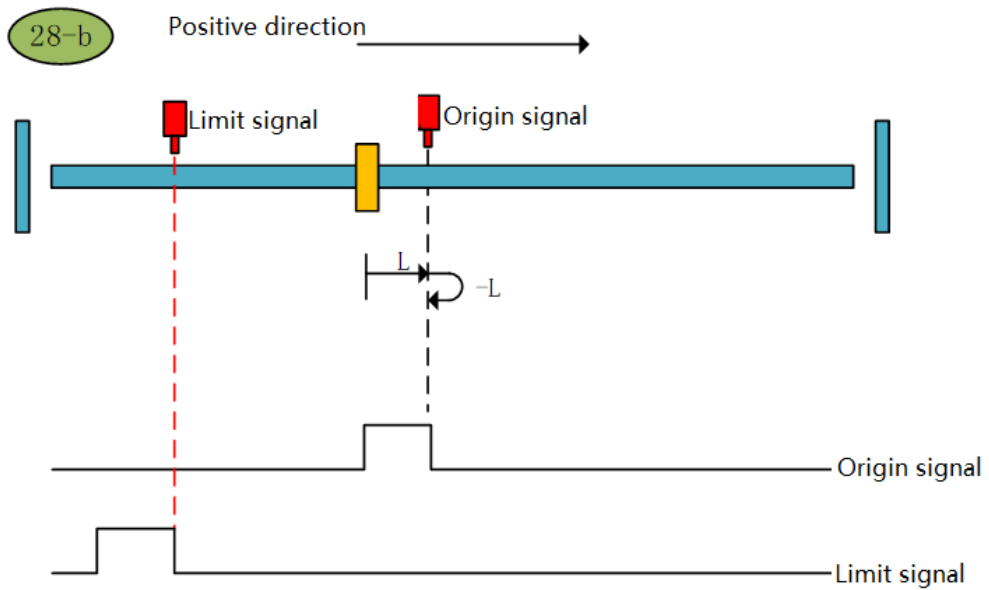 28-b
Positive direction
Limit signal
Origin signal
L
-L
Origin signal
Limit signal